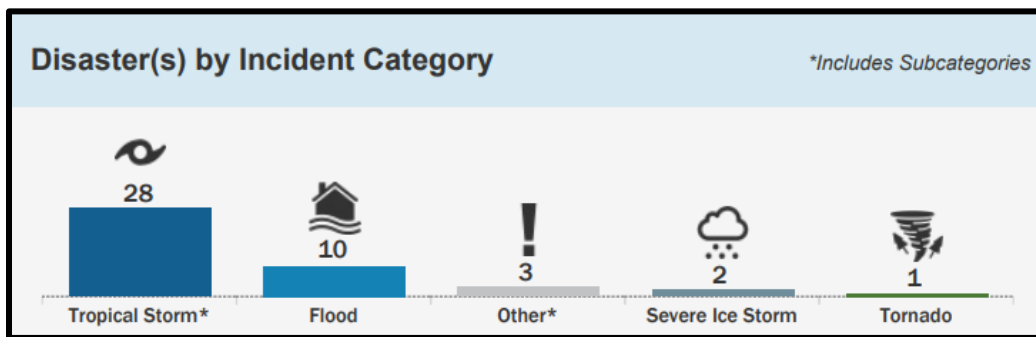 Disaster(s) by Incident Category
*Includes Subcategories
28
10
3
2
1
Tropical Storm*
Flood
Other*
Severe Ice Storm
Tornado